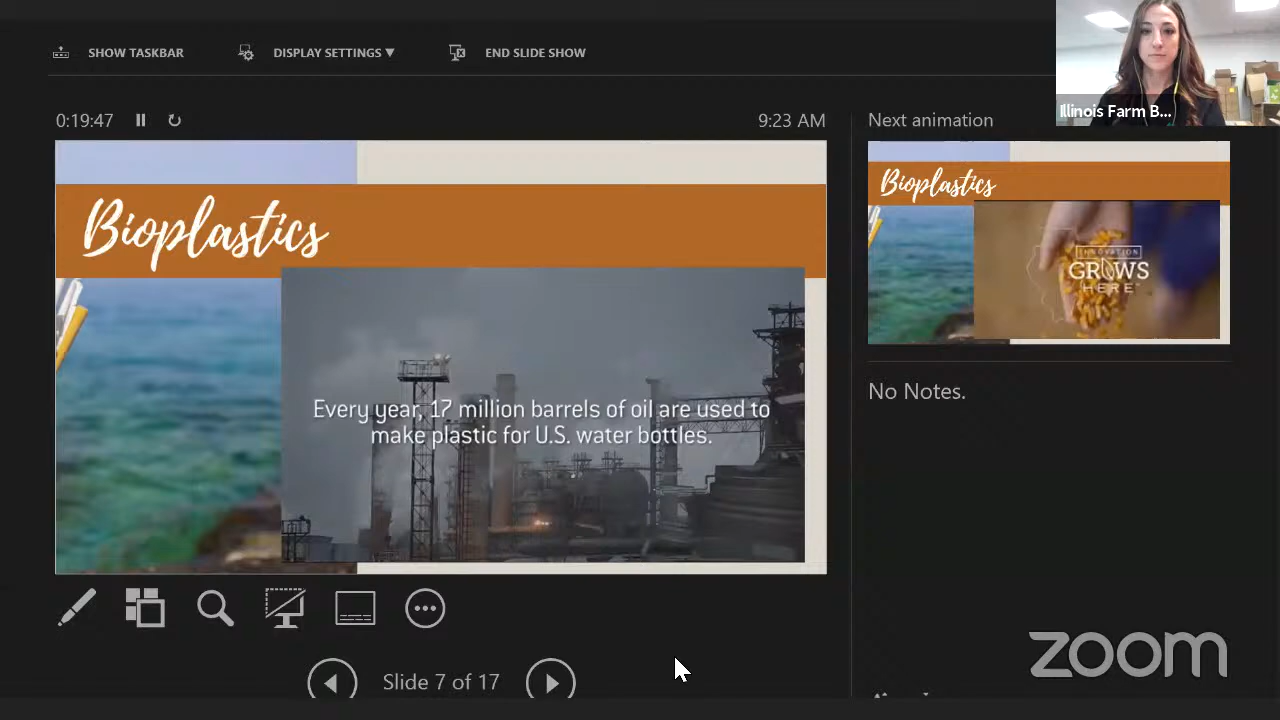 SHOW TASKBAR
DISPLAY SETTINGS ▼
END SLIDE SHOW
Illinois Farm B...
0:19:47
9:23 AM
Next animation
Bioplastics
Every year, 17 million barrels of oil are used to
make plastic for U.S. water bottles.
Bioplastics
INNOVATION
GROWS
HERE
No Notes.
Slide 7 of 17
zoom